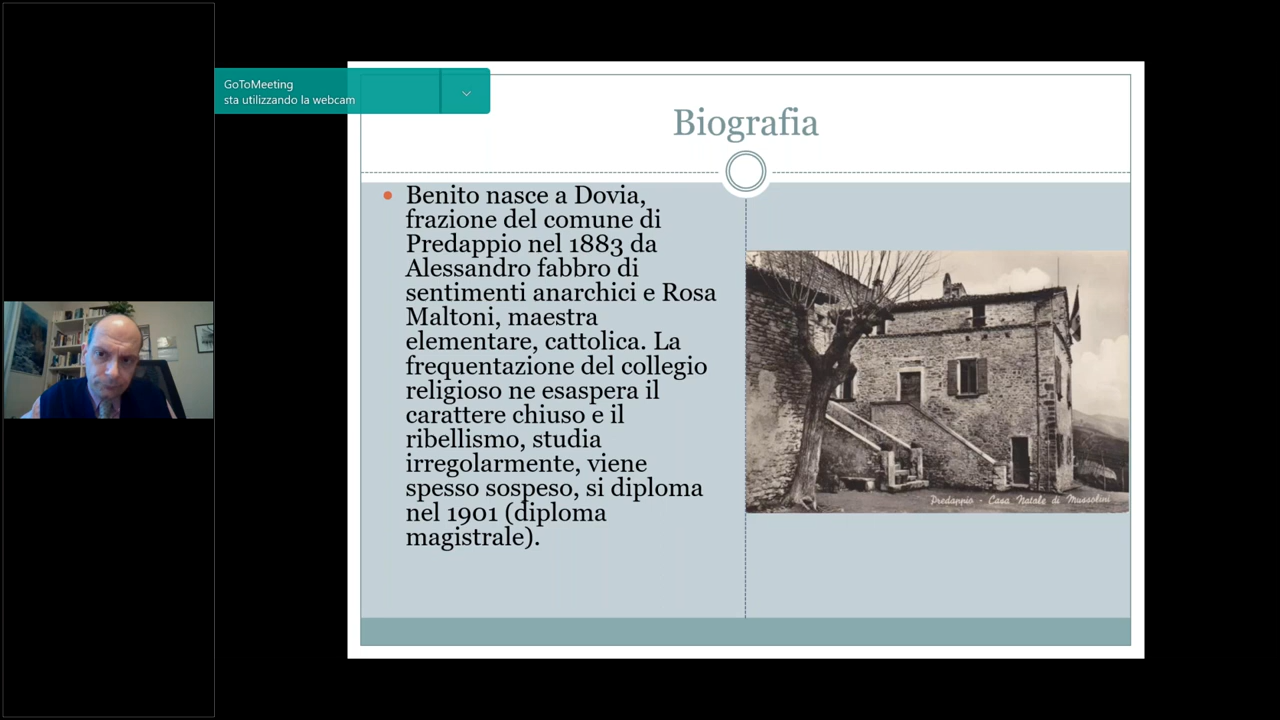 GoToMeeting
sta utilizzando la webcam
Biografia
Benito nasce a Dovia,
frazione del comune di
Predappio nel 1883 da
Alessandro fabbro di
sentimenti anarchici e Rosa
Maltoni, maestra
elementare, cattolica. La
frequentazione del collegio
religioso ne esaspera il
carattere chiuso e il
ribellismo, studia
irregolarmente, viene
spesso sospeso, si diploma
nel 1901 (diploma
magistrale).
Predappio - Casa Natale di Mussolini